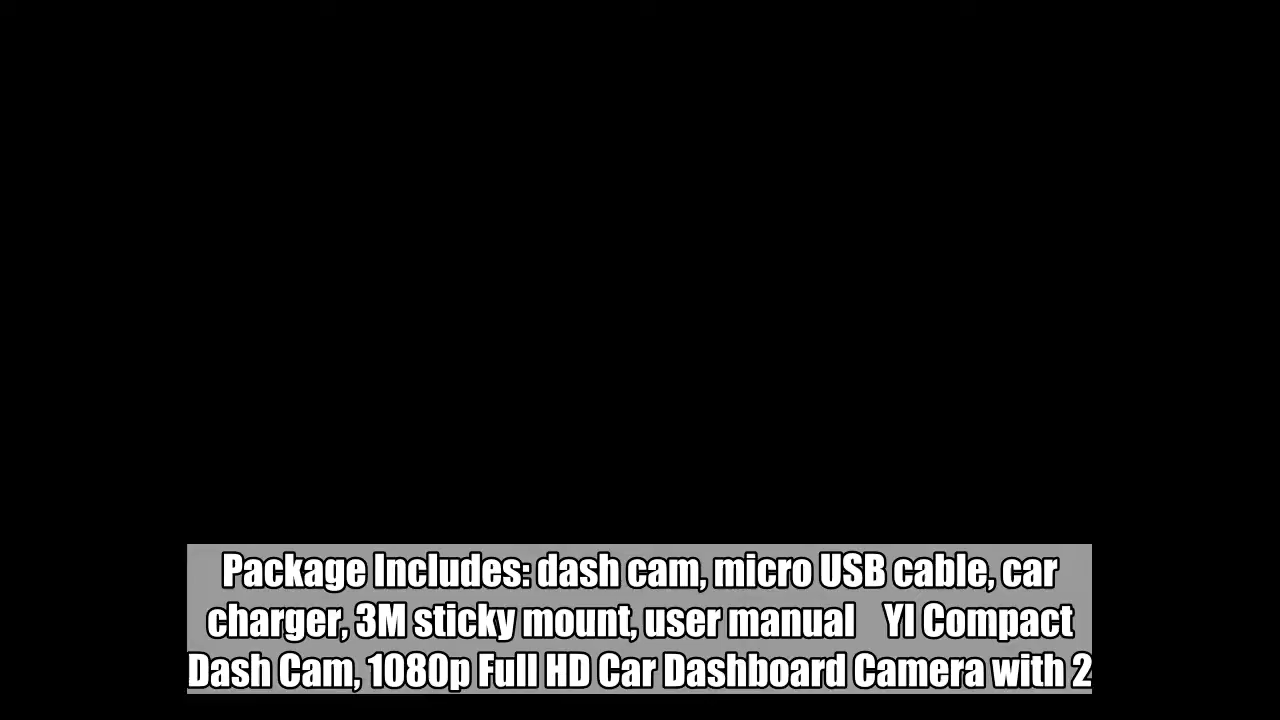 Package Includes: dash cam, micro USB cable, car
charger, 3M sticky mount, user manual    YI Compact
Dash Cam, 1080p Full HD Car Dashboard Camera with 2